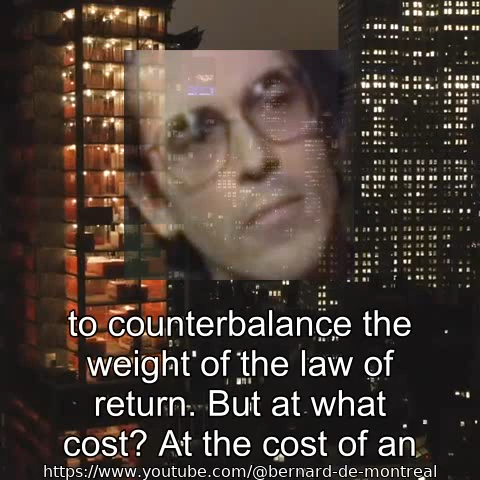 to counterbalance the
weight of the law of
return. But at what
cost? At the cost of an
https://www.youtube.com/@bernard-de-montreal